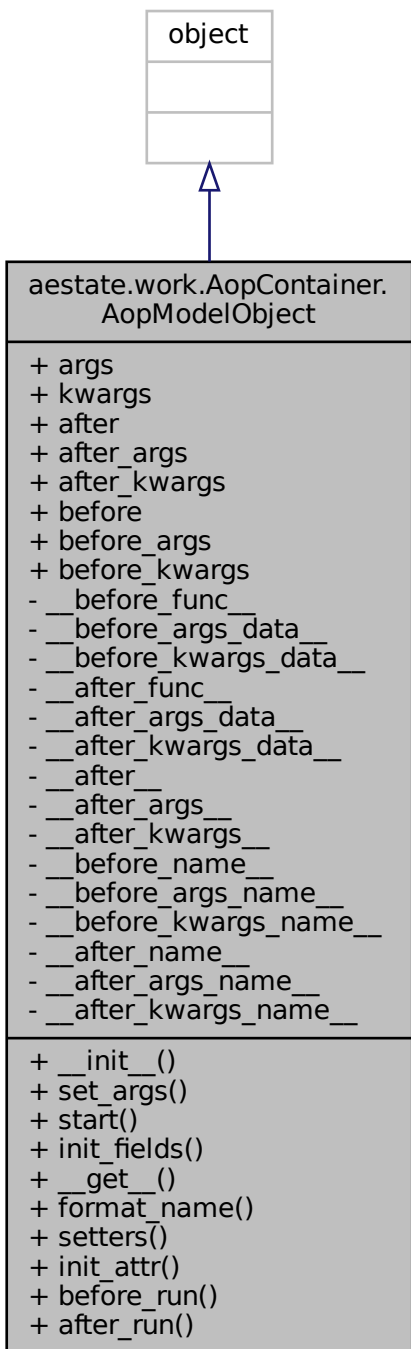 object
aestate.work.AopContainer.
AopModelObject
+ args
+ kwargs
+ after
+ after_args
+ after_kwargs
+ before
+ before_args
+ before_kwargs
- __before_func__
- __before_args_data__
- __before_kwargs_data__
- __after_func__
- __after_args_data__
- __after_kwargs_data__
- __after__
- __after_args__
- __after_kwargs__
- __before_name__
- __before_args_name__
- __before_kwargs_name__
- __after_name__
- __after_args_name__
- __after_kwargs_name__
+ __init__()
+ set_args()
+ start()
+ init_fields()
+ __get__()
+ format_name()
+ setters()
+ init_attr()
+ before_run()
+ after_run()